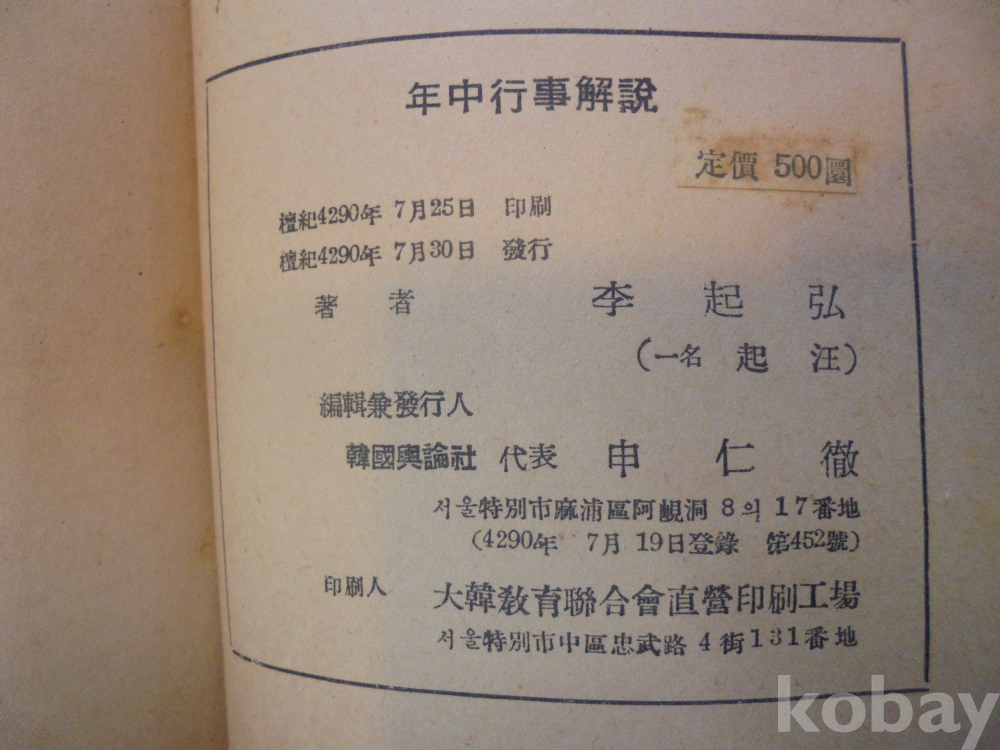 年中行事解說
定價 500圜
檀紀4290年 7月25日 印刷
檀紀4290年 7月30日 發行
著 者 李 起 弘
(一名 起 汪)
編輯兼發行人
韓國輿論社 代表 申 仁 徹
서울特別市麻浦區阿峴洞 8의 17番地
(4290年 7月 19日登錄 第452號)
印刷人 大韓敎育聯合會直營印刷工場
서울特別市中區忠武路 4街131番地
kobay